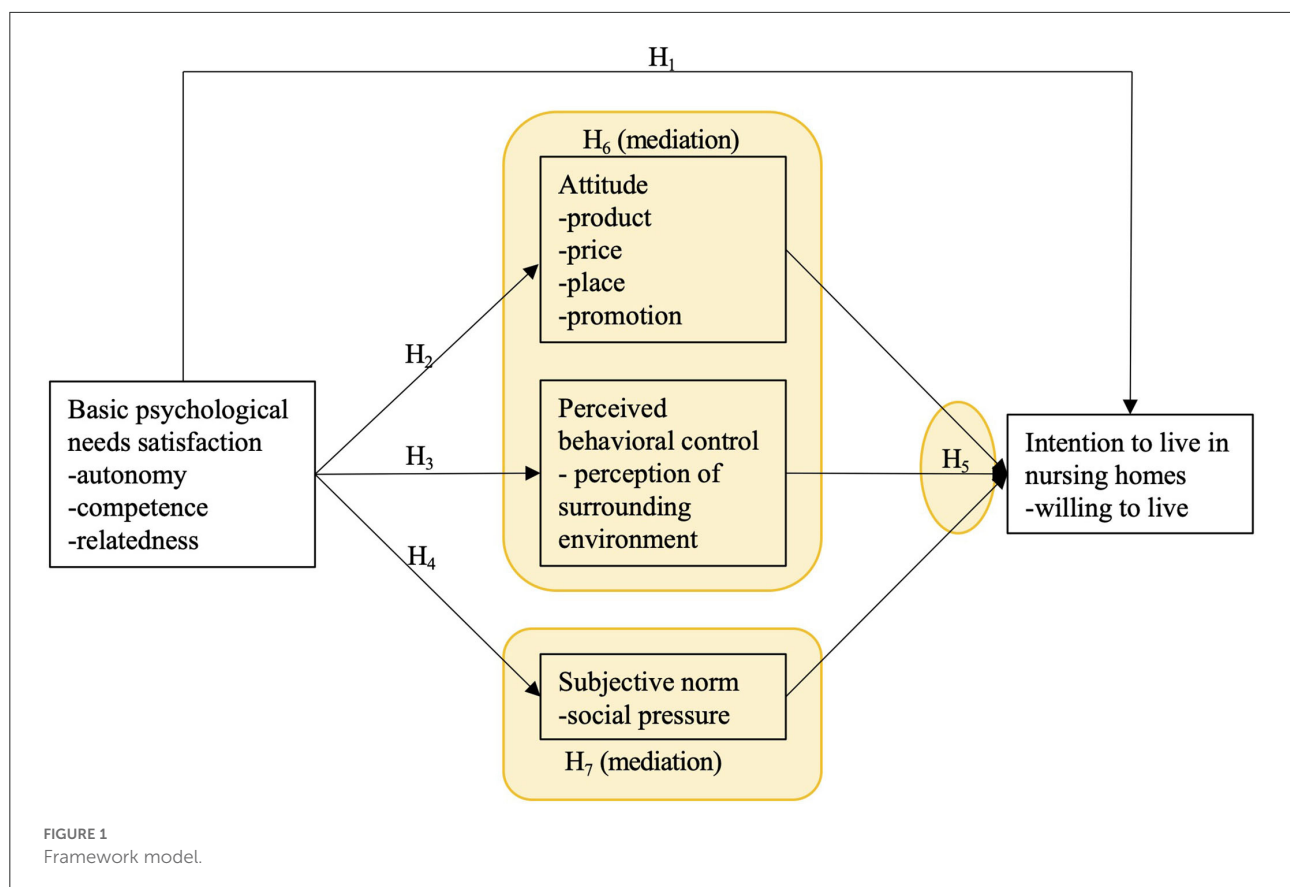 H₁
H₆ (mediation)
Attitude
-product
-price
-place
-promotion
H₂
Basic psychological
needs satisfaction
-autonomy
-competence
-relatedness
H₃
Perceived
behavioral control
- perception of
surrounding
environment
H₅
Intention to live in
nursing homes
-willing to live
H₄
Subjective norm
-social pressure
H₇ (mediation)
FIGURE 1
Framework model.